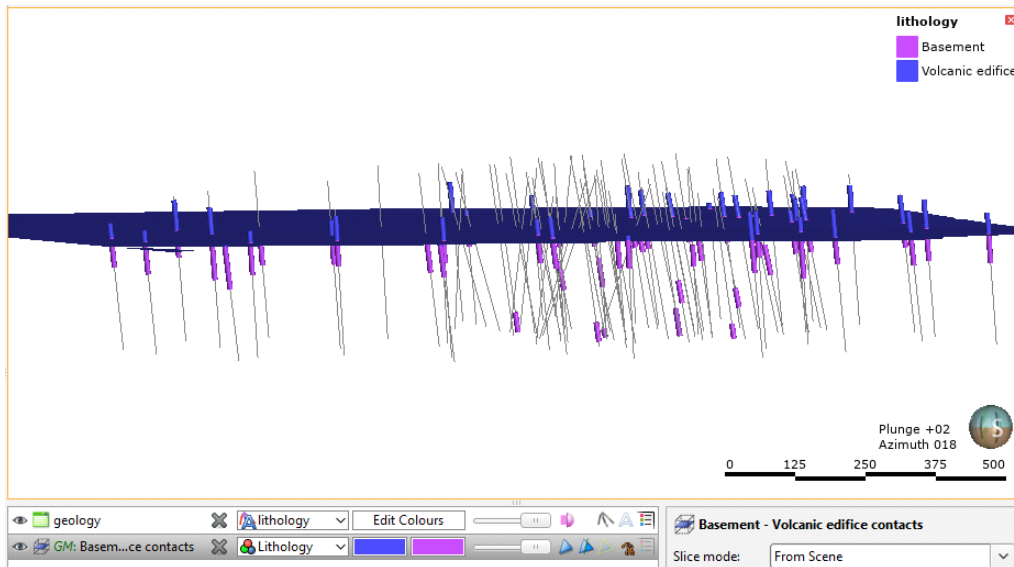 lithology
Basement
Volcanic edifice
Plunge +02
Azimuth 018
S
0 125 250 375 500
geology lithology Edit Colours
GM: Basem...ce contacts Lithology
Basement - Volcanic edifice contacts
Slice mode: From Scene